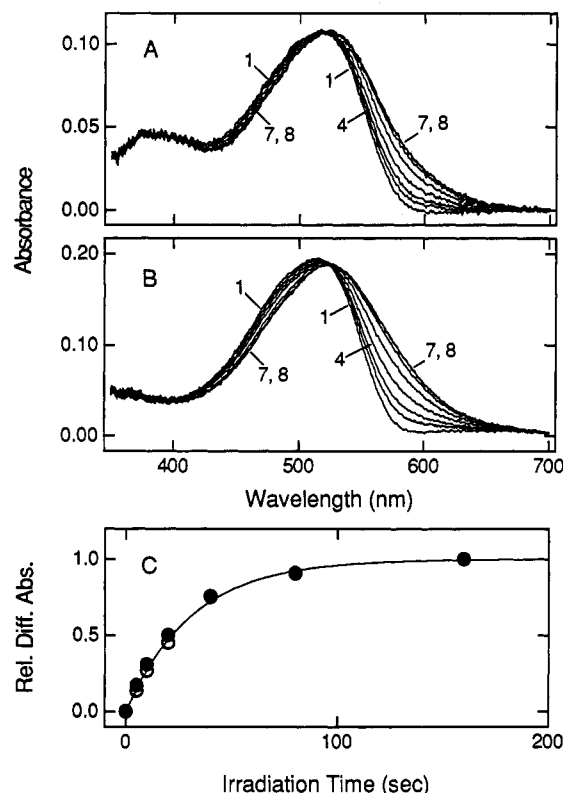 A
0.10
0.05
0.00
1
7, 8
1
4
7, 8
Absorbance
B
0.20
0.10
0.00
1
7, 8
1
4
7, 8
400 500 600 700
Wavelength (nm)
C
1.0
0.5
0.0
Rel. Diff. Abs.
0 100 200
Irradiation Time (sec)